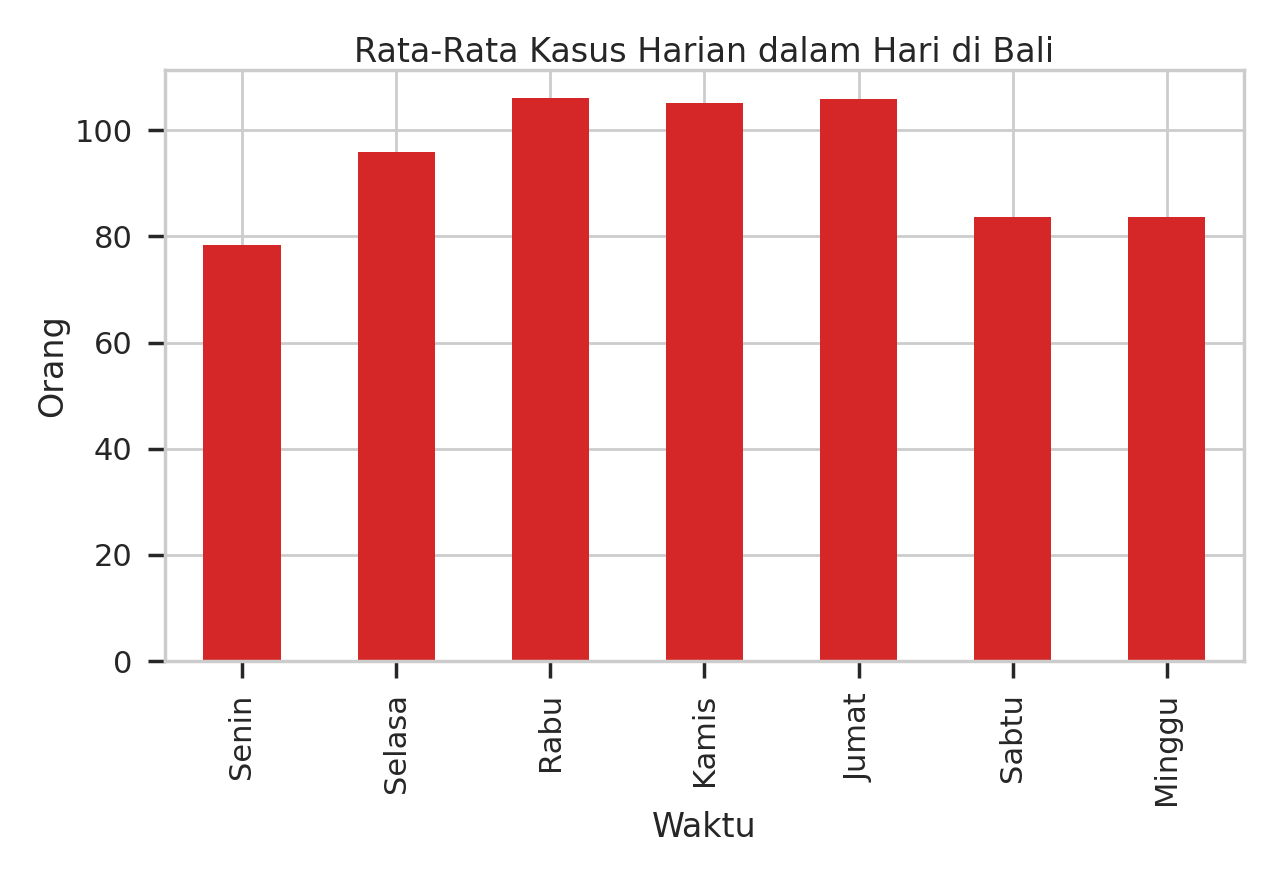 Rata-Rata Kasus Harian dalam Hari di Bali
Orang
100
80
60
40
20
0
Senin
Selasa
Rabu
Kamis
Jumat
Sabtu
Minggu
Waktu